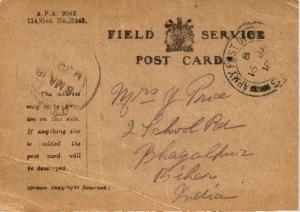 A.F.A. 2042
114/Gen. No./5248.
FIELD SERVICE
POST CARD
The address
only to be written
on this side.
If anything else
is added the
post card will
be destroyed.
[Crown Copyright Reserved]
ARMY POST
Mrs J Price
2 School Rd
Bhagalpur
Bihar
India